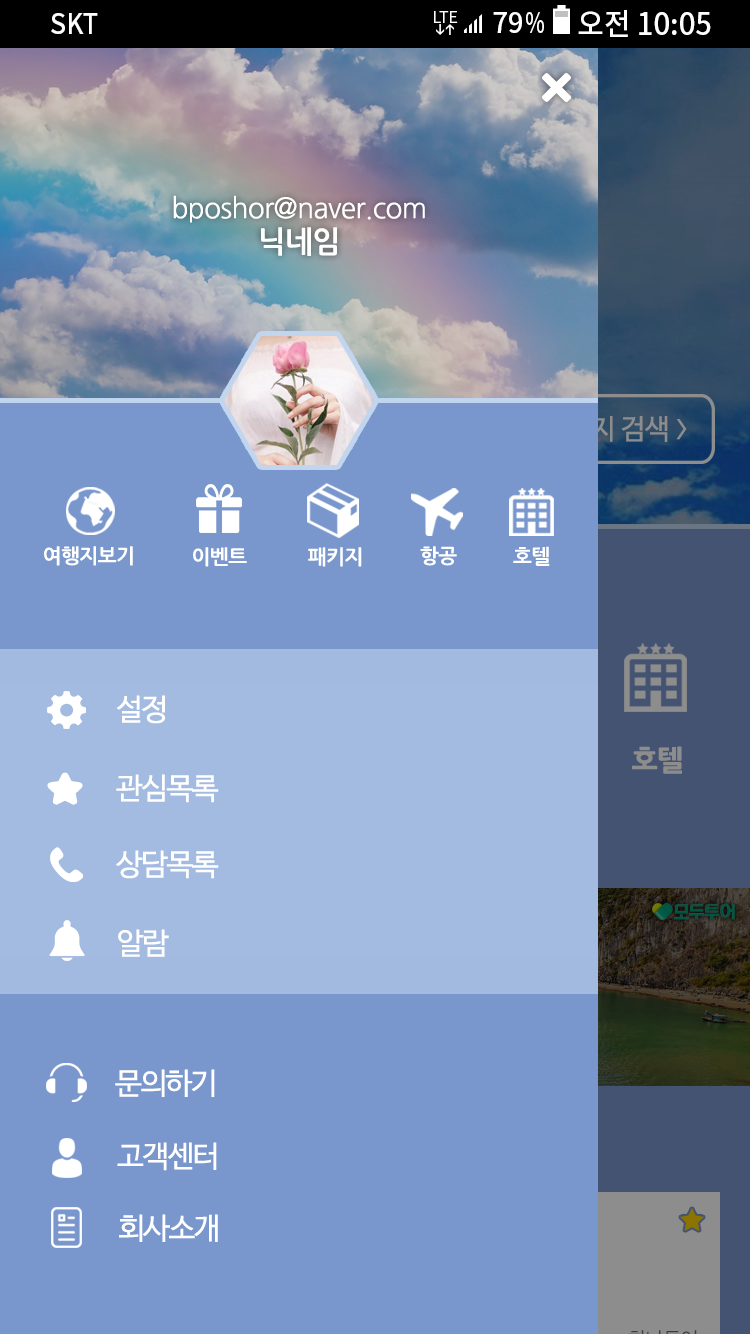 SKT LTE 79% 오전 10:05
bposhor@naver.com
닉네임
지 검색 〉
여행지보기 이벤트 패키지 항공 호텔
설정
호텔
관심목록
상담목록
모두투어
알람
문의하기
고객센터
회사소개